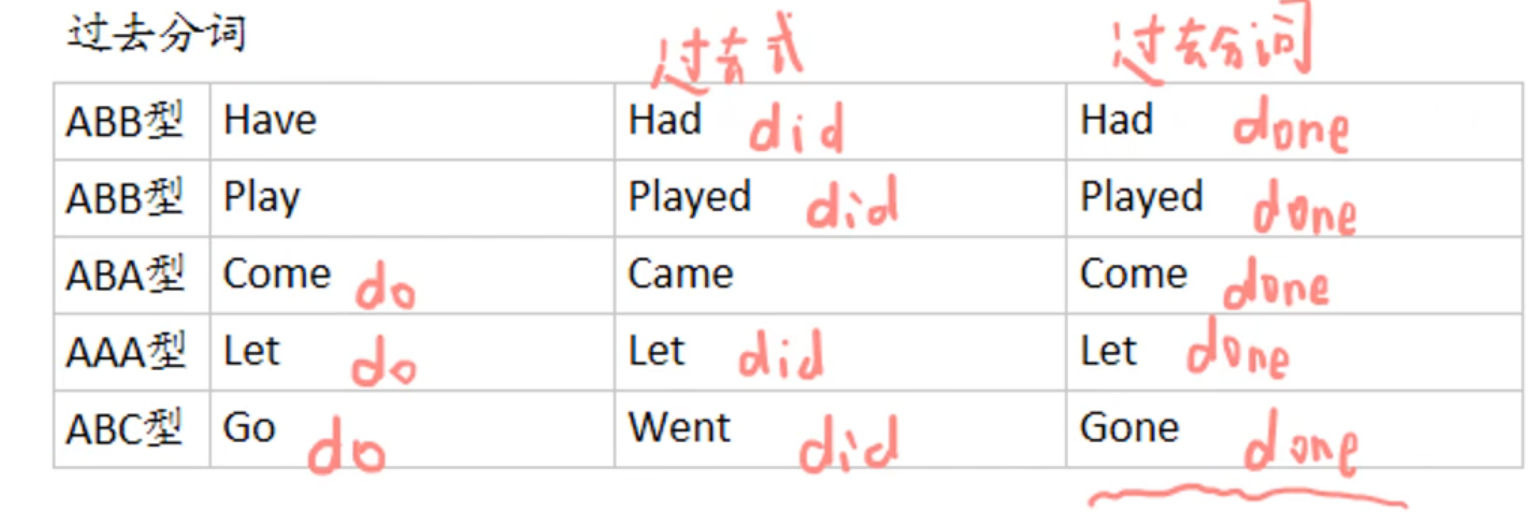 过去分词
过去式 过去分词
ABB型 Have Had did Had done
ABB型 Play Played did Played done
ABA型 Come do Came Come done
AAA型 Let do Let did Let done
ABC型 Go do Went did Gone done